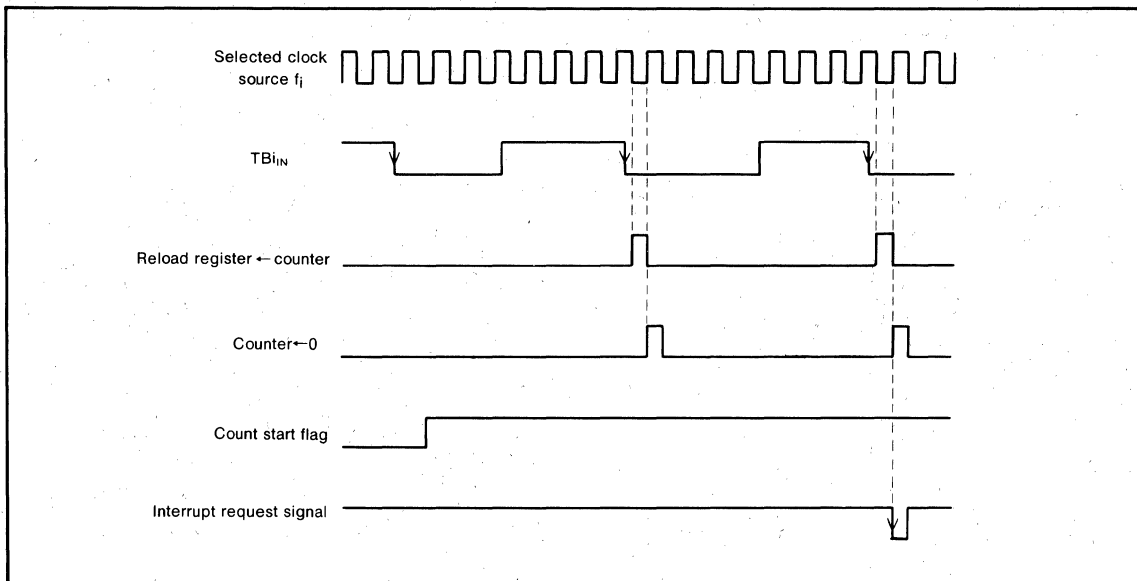 Selected clock
source fi
TBiIN
Reload register ← counter
Counter←0
Count start flag
Interrupt request signal